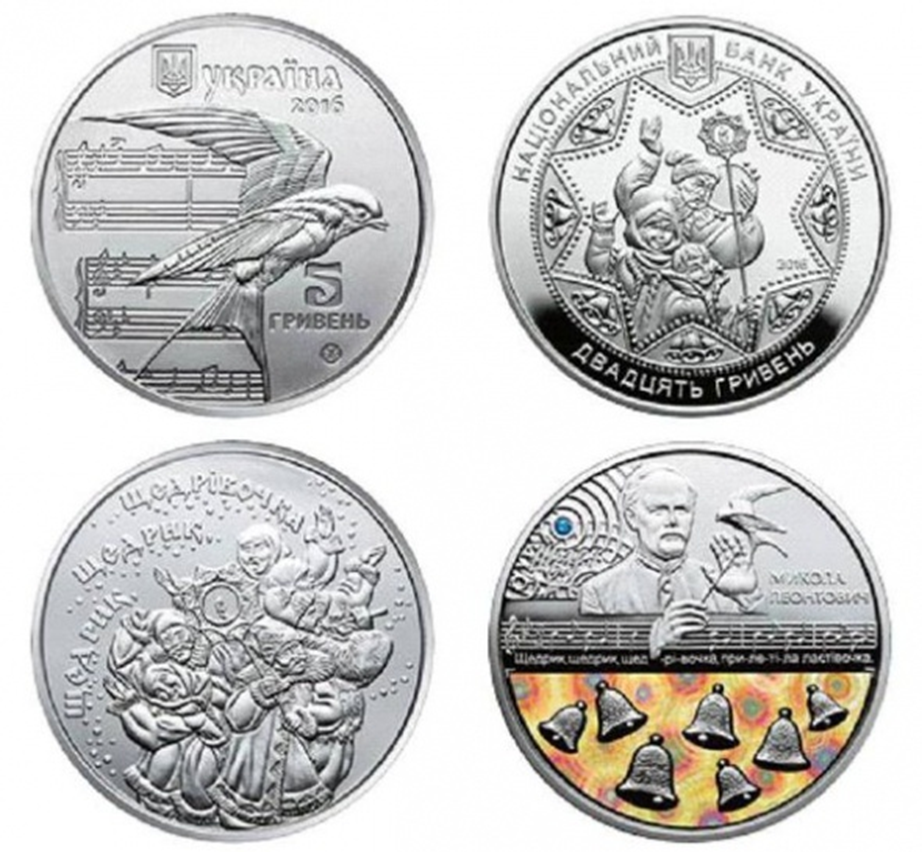 УКРАЇНА
2016
5
ГРИВЕНЬ
НАЦІОНАЛЬНИЙ БАНК УКРАЇНИ
2016
ДВАДЦЯТЬ ГРИВЕНЬ
ЩЕДРИК,
ЩЕДРИК,
ЩЕДРІВОЧКА
МИКОЛА
ЛЕОНТОВИЧ
Щедрик, щедрик, щед-рі-вочка, при-ле-ті-ла ластівочка,